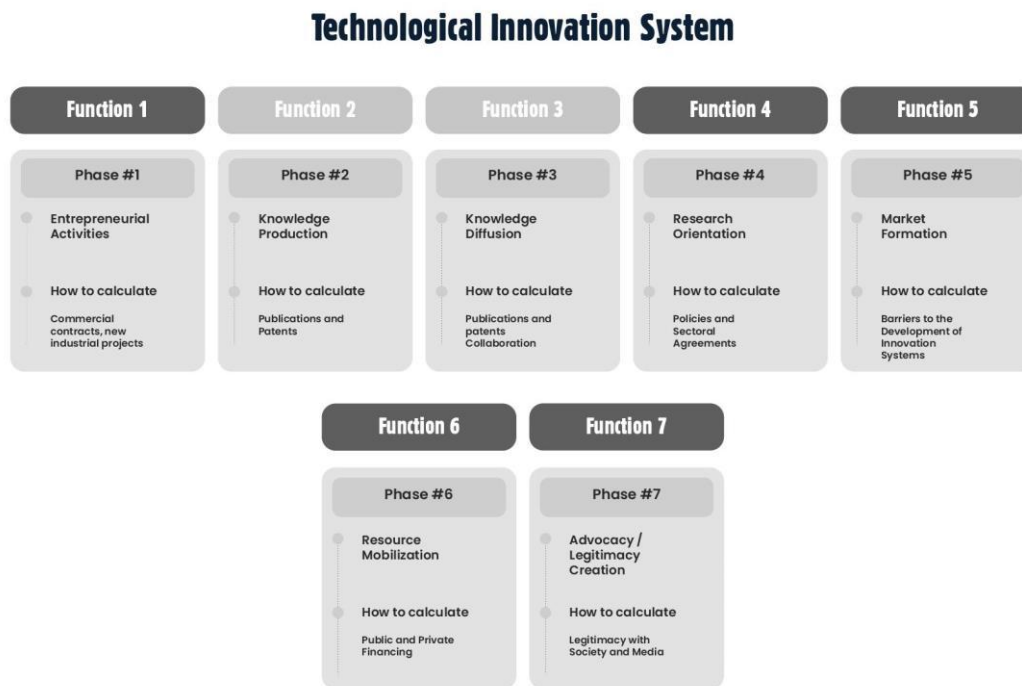 Technological Innovation System
Function 1
Function 2
Function 3
Function 4
Function 5
Phase #1
Entrepreneurial
Activities
How to calculate
Commercial
contracts, new
industrial projects
Phase #2
Knowledge
Production
How to calculate
Publications and
Patents
Phase #3
Knowledge
Diffusion
How to calculate
Publications and
patents
Collaboration
Phase #4
Research
Orientation
How to calculate
Policies and
Sectoral
Agreements
Phase #5
Market
Formation
How to calculate
Barriers to the
Development of
Innovation
Systems
Function 6
Function 7
Phase #6
Resource
Mobilization
How to calculate
Public and Private
Financing
Phase #7
Advocacy /
Legitimacy
Creation
How to calculate
Legitimacy with
Society and Media